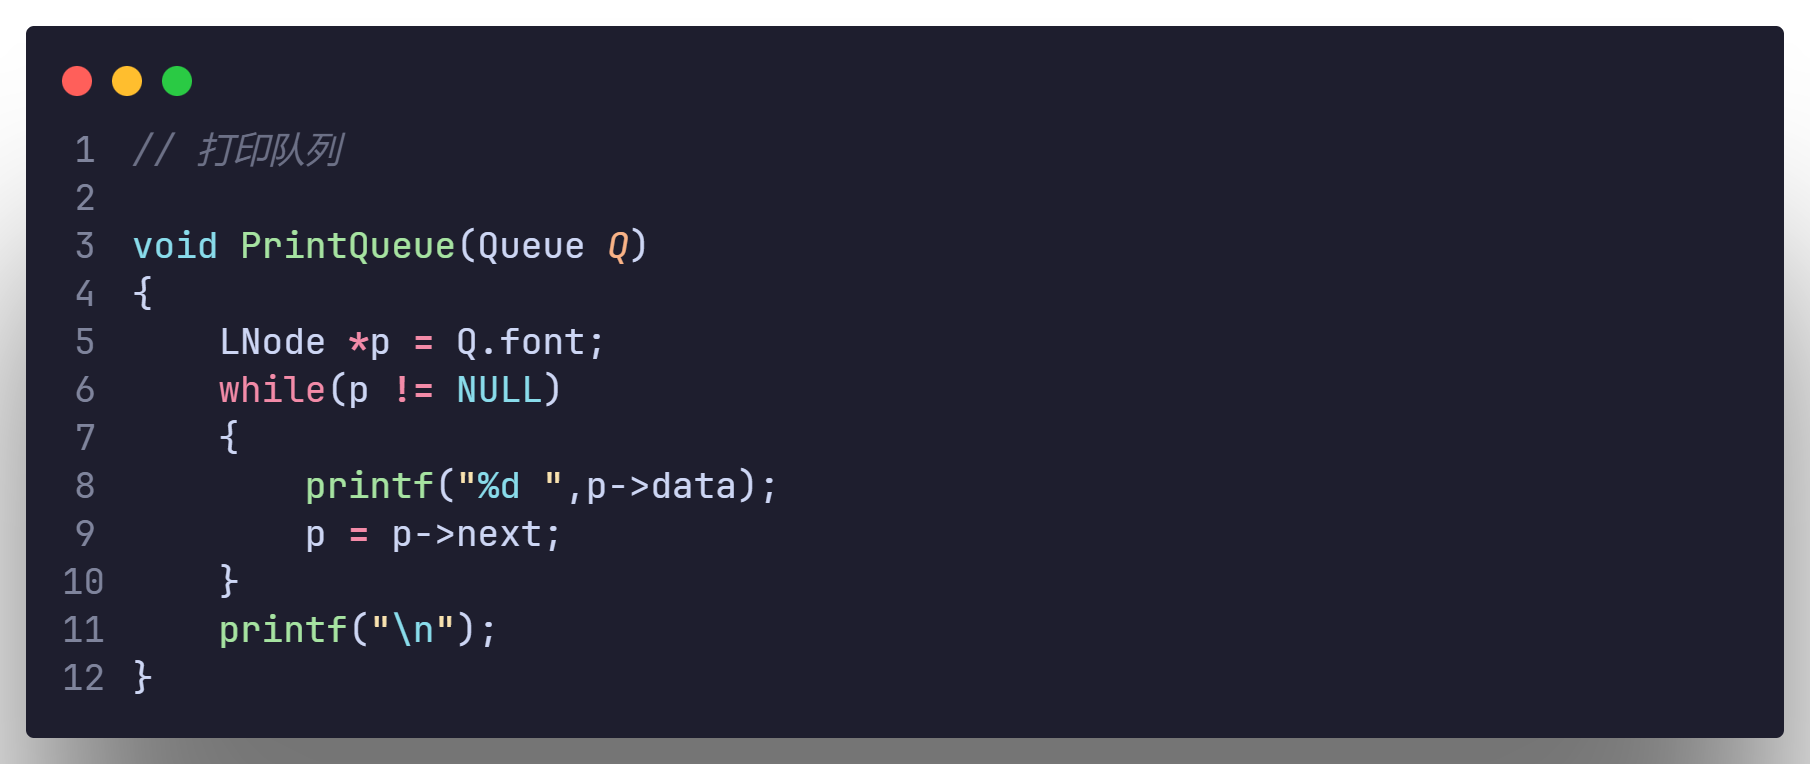 1 // 打印队列
2
3 void PrintQueue(Queue Q)
4 {
5     LNode *p = Q.font;
6     while(p != NULL)
7     {
8         printf("%d ",p->data);
9         p = p->next;
10     }
11     printf("\n");
12 }